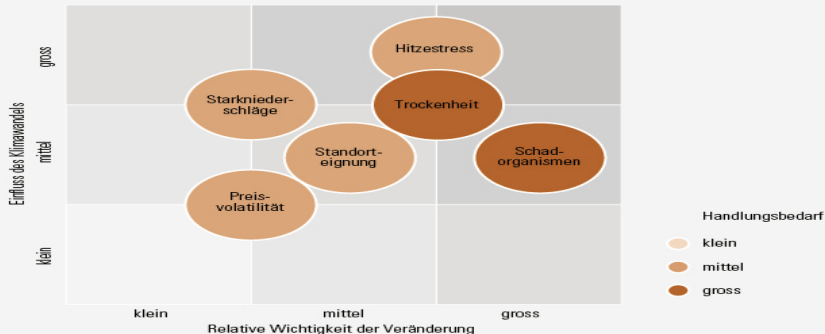 Einfluss des Klimawandels
gross
mittel
klein
Hitzestress
Starknieder-
schläge
Trockenheit
Standort-
eignung
Schad-
organismen
Preis-
volatilität
klein
mittel
gross
Relative Wichtigkeit der Veränderung
Handlungsbedarf
klein
mittel
gross